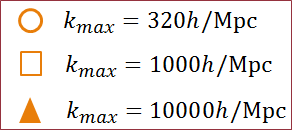 k_max = 320h/Mpc
k_max = 1000h/Mpc
k_max = 10000h/Mpc